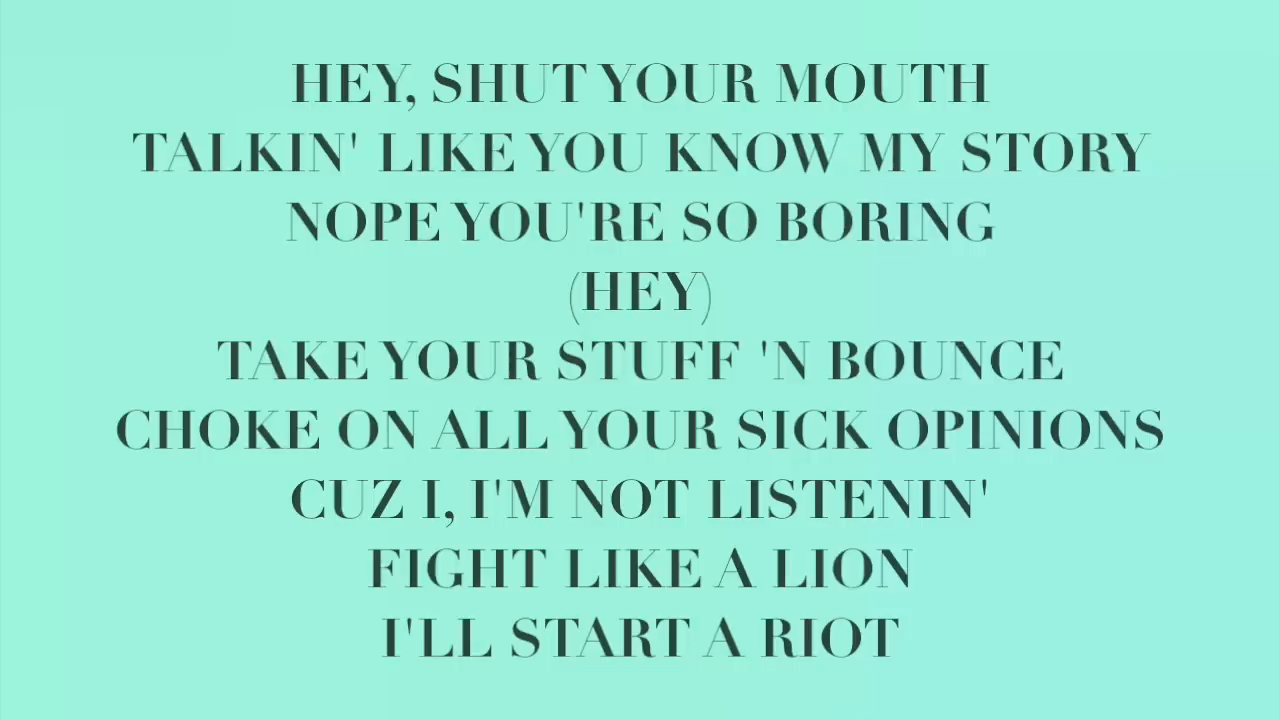 HEY, SHUT YOUR MOUTH
TALKIN' LIKE YOU KNOW MY STORY
NOPE YOU'RE SO BORING
(HEY)
TAKE YOUR STUFF 'N BOUNCE
CHOKE ON ALL YOUR SICK OPINIONS
CUZ I, I'M NOT LISTENIN'
FIGHT LIKE A LION
I'LL START A RIOT